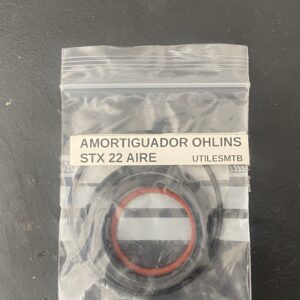 AMORTIGUADOR OHLINS
STX 22 AIRE
UTILESMTB